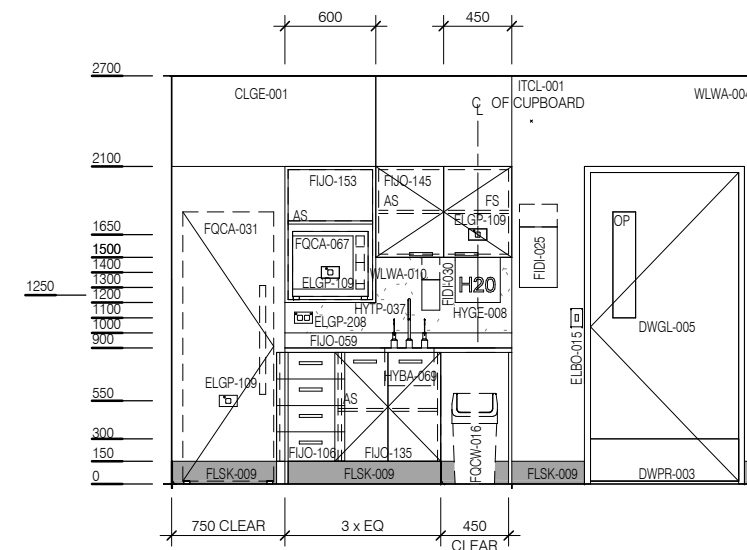 600
450
2700
CLGE-001
ITCL-001
WLWA-004
CL OF CUPBOARD
2100
FIJO-153
FIJO-145
AS
FS
AS
1650
FQCA-031
FQCA-067
ELGP-109
1500
1400
1300
1250
1200
1100
1000
900
ELGP-109
WLWA-010
FIDI-030
H20
HYGE-008
FIDI-025
OP
HYTP-037
ELGP-208
FIJO-059
ELBO-015
DWGL-005
HYBA-069
ELGP-109
AS
550
300
150
0
FIJO-106
FIJO-135
FQCW-016
FLSK-009
FLSK-009
FLSK-009
DWPR-003
750 CLEAR
3 x EQ
450
CLEAR